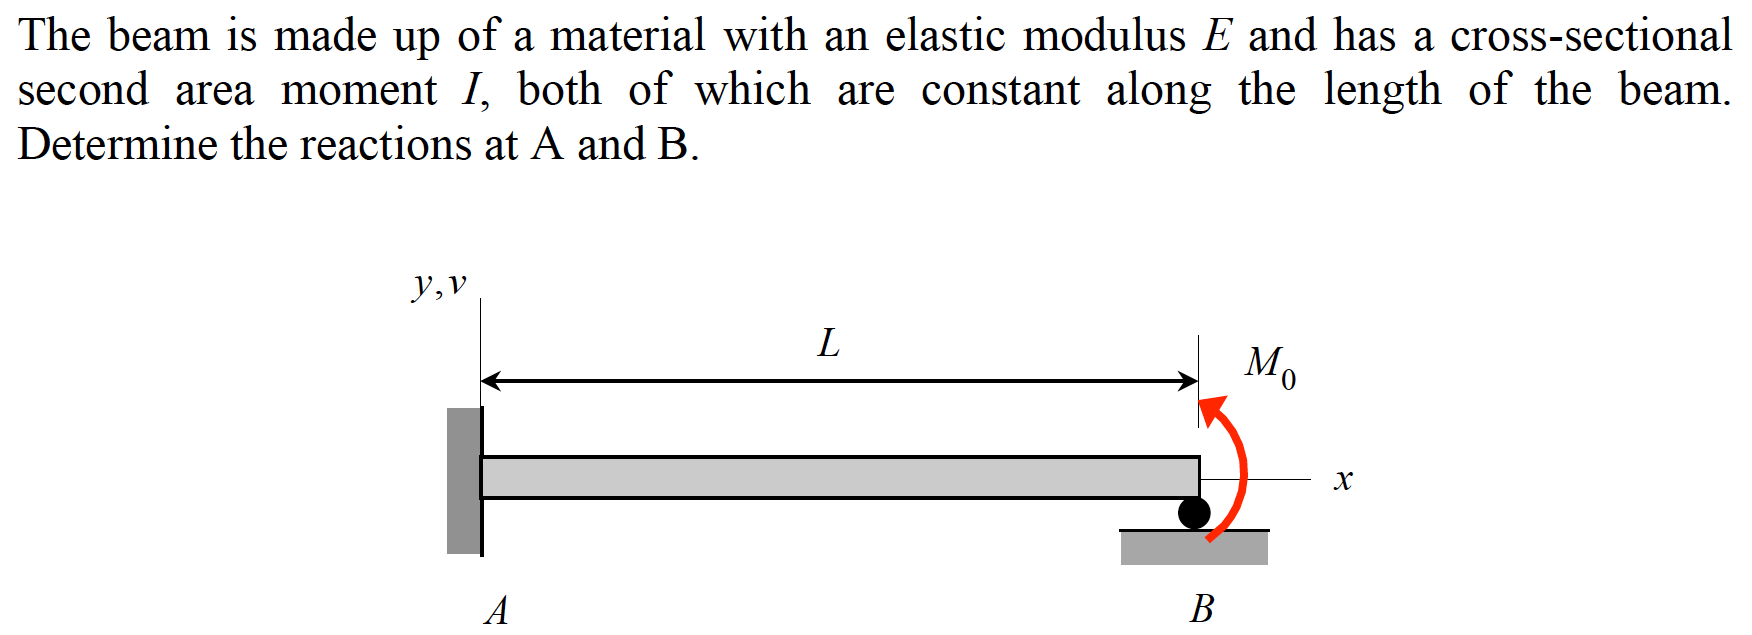 The beam is made up of a material with an elastic modulus E and has a cross-sectional
second area moment I, both of which are constant along the length of the beam.
Determine the reactions at A and B.
y,v
L
M₀
x
A
B